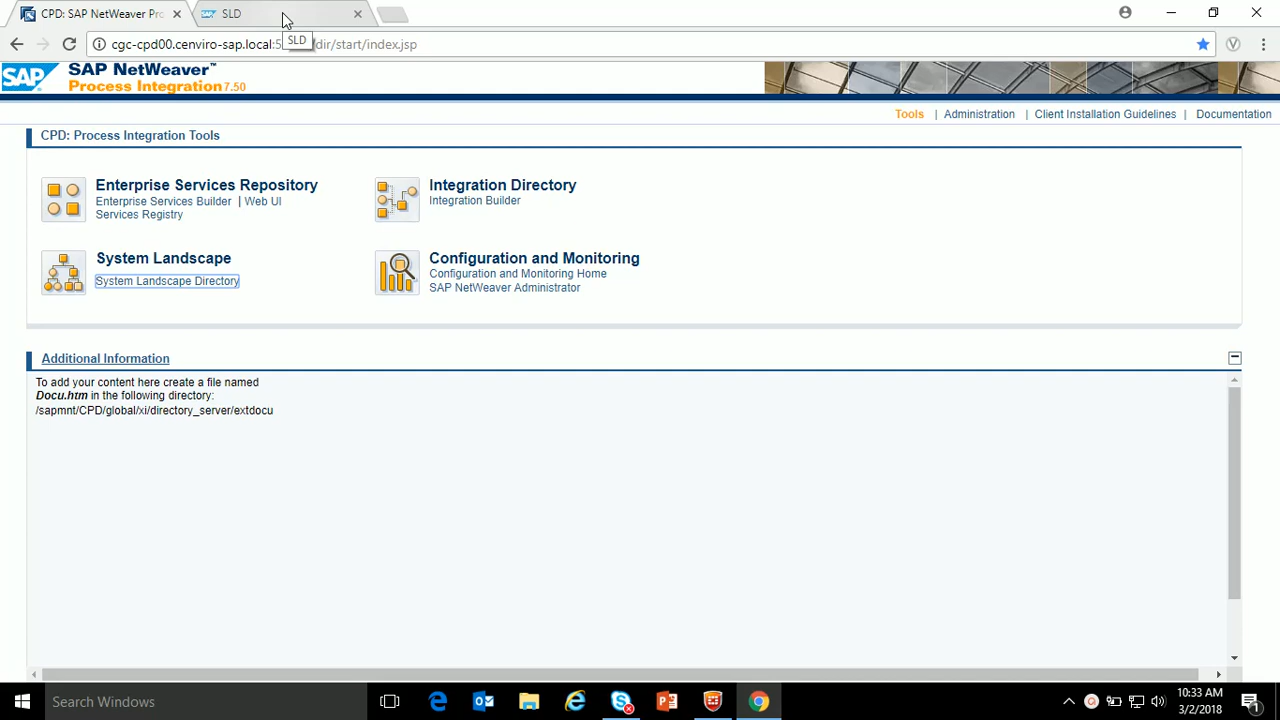 CPD: SAP NetWeaver Pro
SLD
cgc-cpd00.cenviro-sap.local:5 dir/start/index.jsp
SLD
SAP
SAP NetWeaver™
Process Integration 7.50
Tools | Administration | Client Installation Guidelines | Documentation
CPD: Process Integration Tools
Enterprise Services Repository
Enterprise Services Builder | Web UI
Services Registry
Integration Directory
Integration Builder
System Landscape
System Landscape Directory
Configuration and Monitoring
Configuration and Monitoring Home
SAP NetWeaver Administrator
Additional Information
To add your content here create a file named
Docu.htm in the following directory:
/sapmnt/CPD/global/xi/directory_server/extdocu
Search Windows
10:33 AM
3/2/2018
1